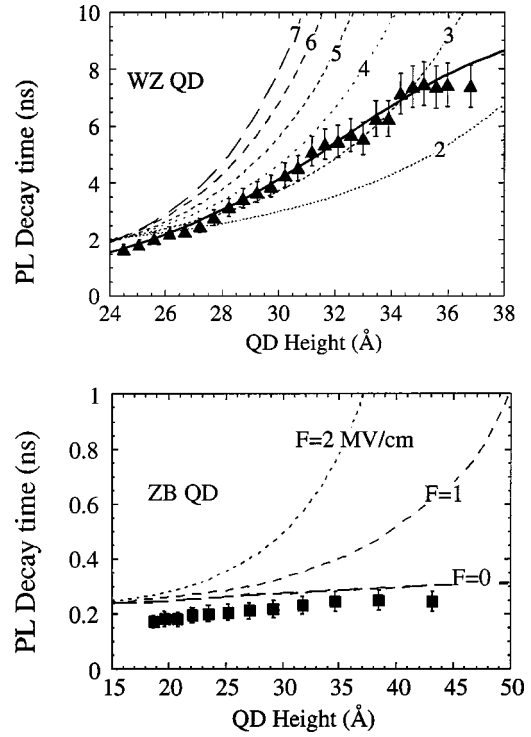 10
8
6
4
2
0
PL Decay time (ns)
WZ QD
7
6
5
4
3
2
24 26 28 30 32 34 36 38
QD Height (Å)
1
0.8
0.6
0.4
0.2
0
PL Decay time (ns)
F=2 MV/cm
ZB QD
F=1
F=0
15 20 25 30 35 40 45 50
QD Height (Å)